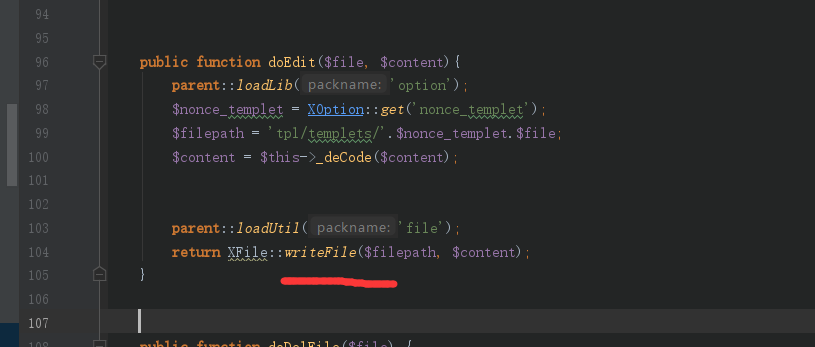 94
95
96 public function doEdit($file, $content){
97 parent::loadLib( packname: 'option');
98 $nonce_templet = XOption::get('nonce_templet');
99 $filepath = 'tpl/templets/'.$nonce_templet.$file;
100 $content = $this->_deCode($content);
101
102
103 parent::loadUtil( packname: 'file');
104 return XFile::writeFile($filepath, $content);
105 }
106
107
108 public function doDelFile($file) {